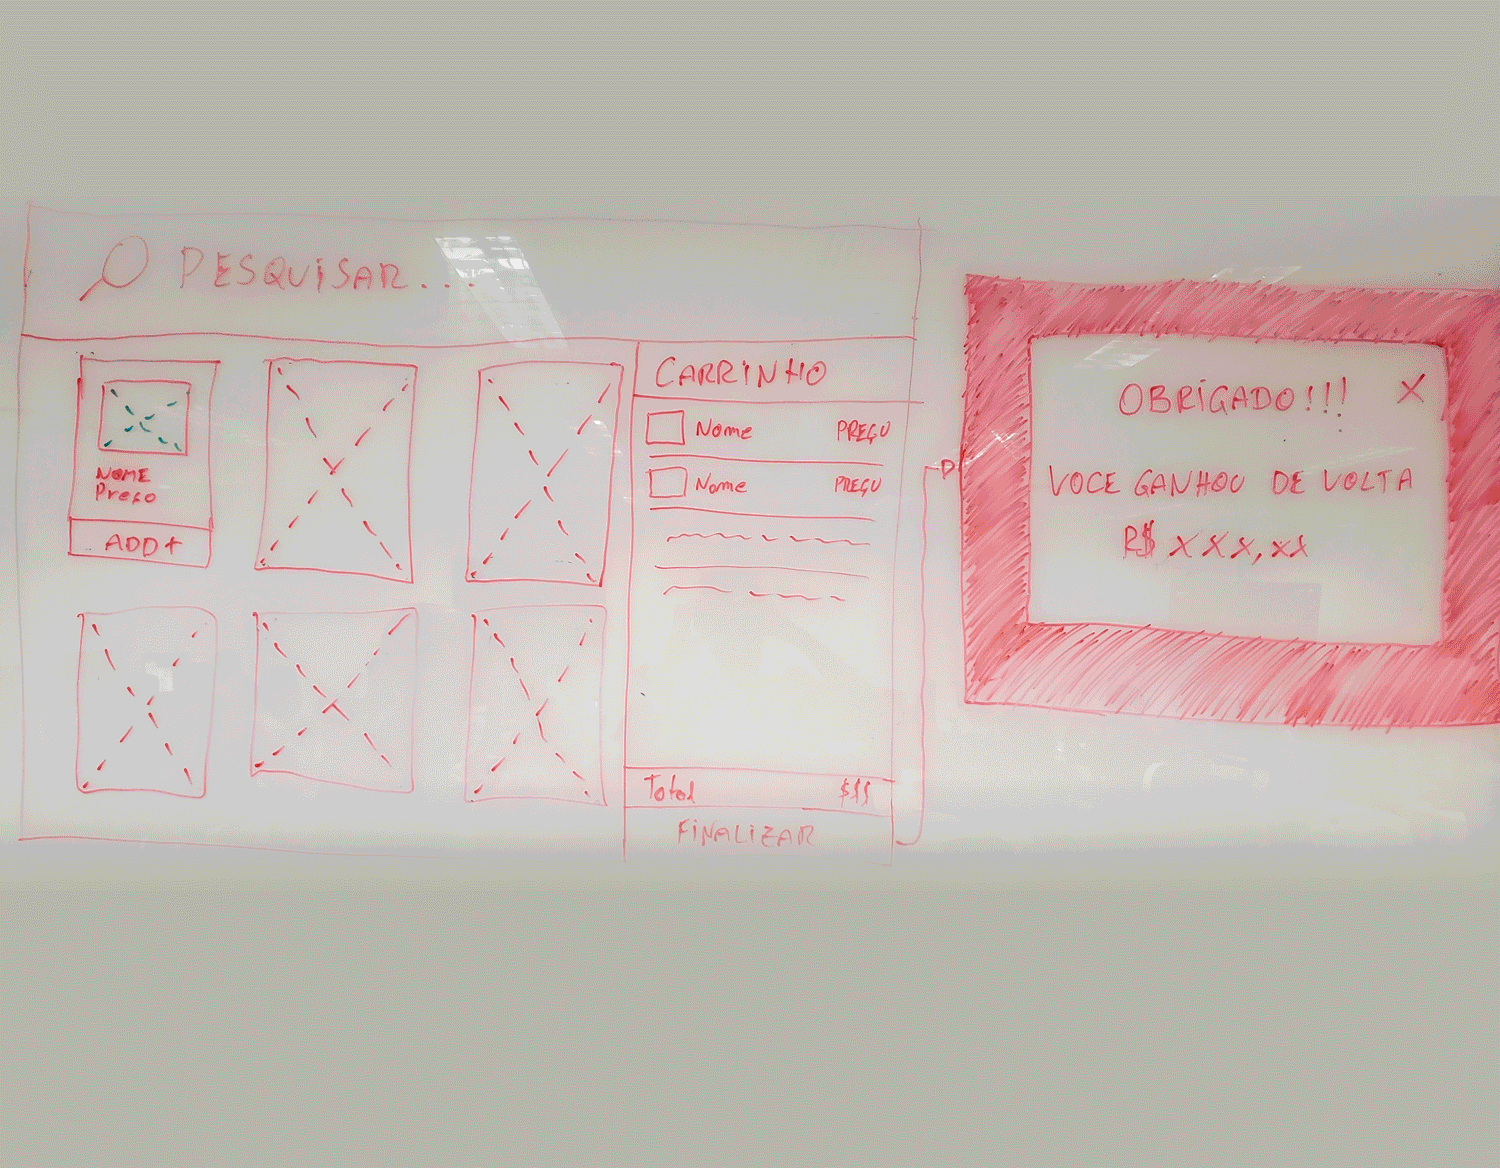 PESQUISAR...
NOME
Preço
ADD+
CARRINHO
Nome PREÇO
Nome PREÇO
Total $$$
FINALIZAR
OBRIGADO!!! X
VOCE GANHOU DE VOLTA
R$ XXX,XX